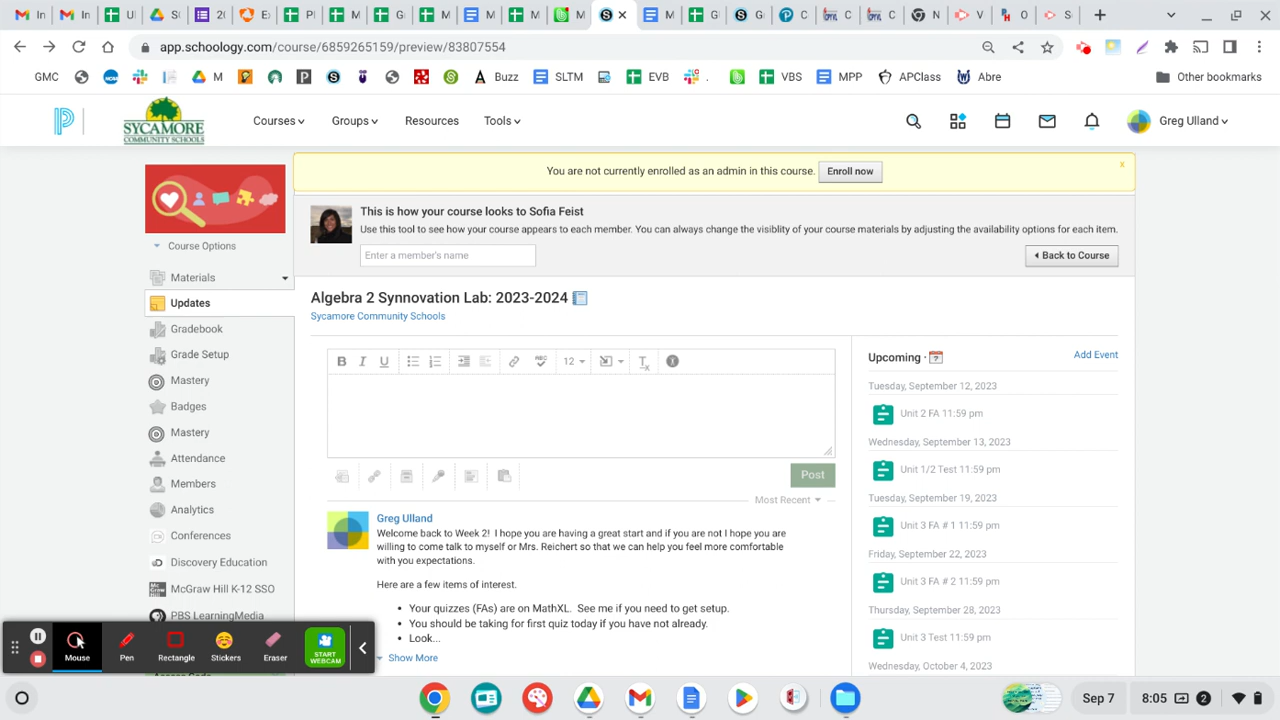 M
M
S
2
E
P
M
G
M
M
M
M
S
M
G
S
G
C
C
C
N
V
O
S
app.schoology.com/course/6859265159/preview/83807554
GMC
M
Buzz
SLTM
EVB
.
VBS
MPP
APClass
Abre
Other bookmarks
SYCAMORE
COMMUNITY SCHOOLS
Courses
Groups
Resources
Tools
Greg Ulland
You are not currently enrolled as an admin in this course.
Enroll now
x
This is how your course looks to Sofia Feist
Use this tool to see how your course appears to each member. You can always change the visiblity of your course materials by adjusting the availability options for each item.
Enter a member's name
Back to Course
Course Options
Materials
Updates
Gradebook
Grade Setup
Mastery
Badges
Mastery
Attendance
Members
Analytics
Conferences
Discovery Education
McGraw Hill K-12 SSO
PBS LearningMedia
Algebra 2 Synnovation Lab: 2023-2024
Sycamore Community Schools
B I U
ABC
12
Tx
Post
Most Recent
Greg Ulland
Welcome back to Week 2! I hope you are having a great start and if you are not I hope you are
willing to come talk to myself or Mrs. Reichert so that we can help you feel more comfortable
with you expectations.
Here are a few items of interest.
• Your quizzes (FAs) are on MathXL. See me if you need to get setup.
• You should be taking for first quiz today if you have not already.
• Look...
Show More
Upcoming ·
Add Event
Tuesday, September 12, 2023
Unit 2 FA 11:59 pm
Wednesday, September 13, 2023
Unit 1/2 Test 11:59 pm
Tuesday, September 19, 2023
Unit 3 FA # 1 11:59 pm
Friday, September 22, 2023
Unit 3 FA # 2 11:59 pm
Thursday, September 28, 2023
Unit 3 Test 11:59 pm
Wednesday, October 4, 2023
Mouse
Pen
Rectangle
Stickers
Eraser
START
WEBCAM
Access Code
Sep 7
8:05
2